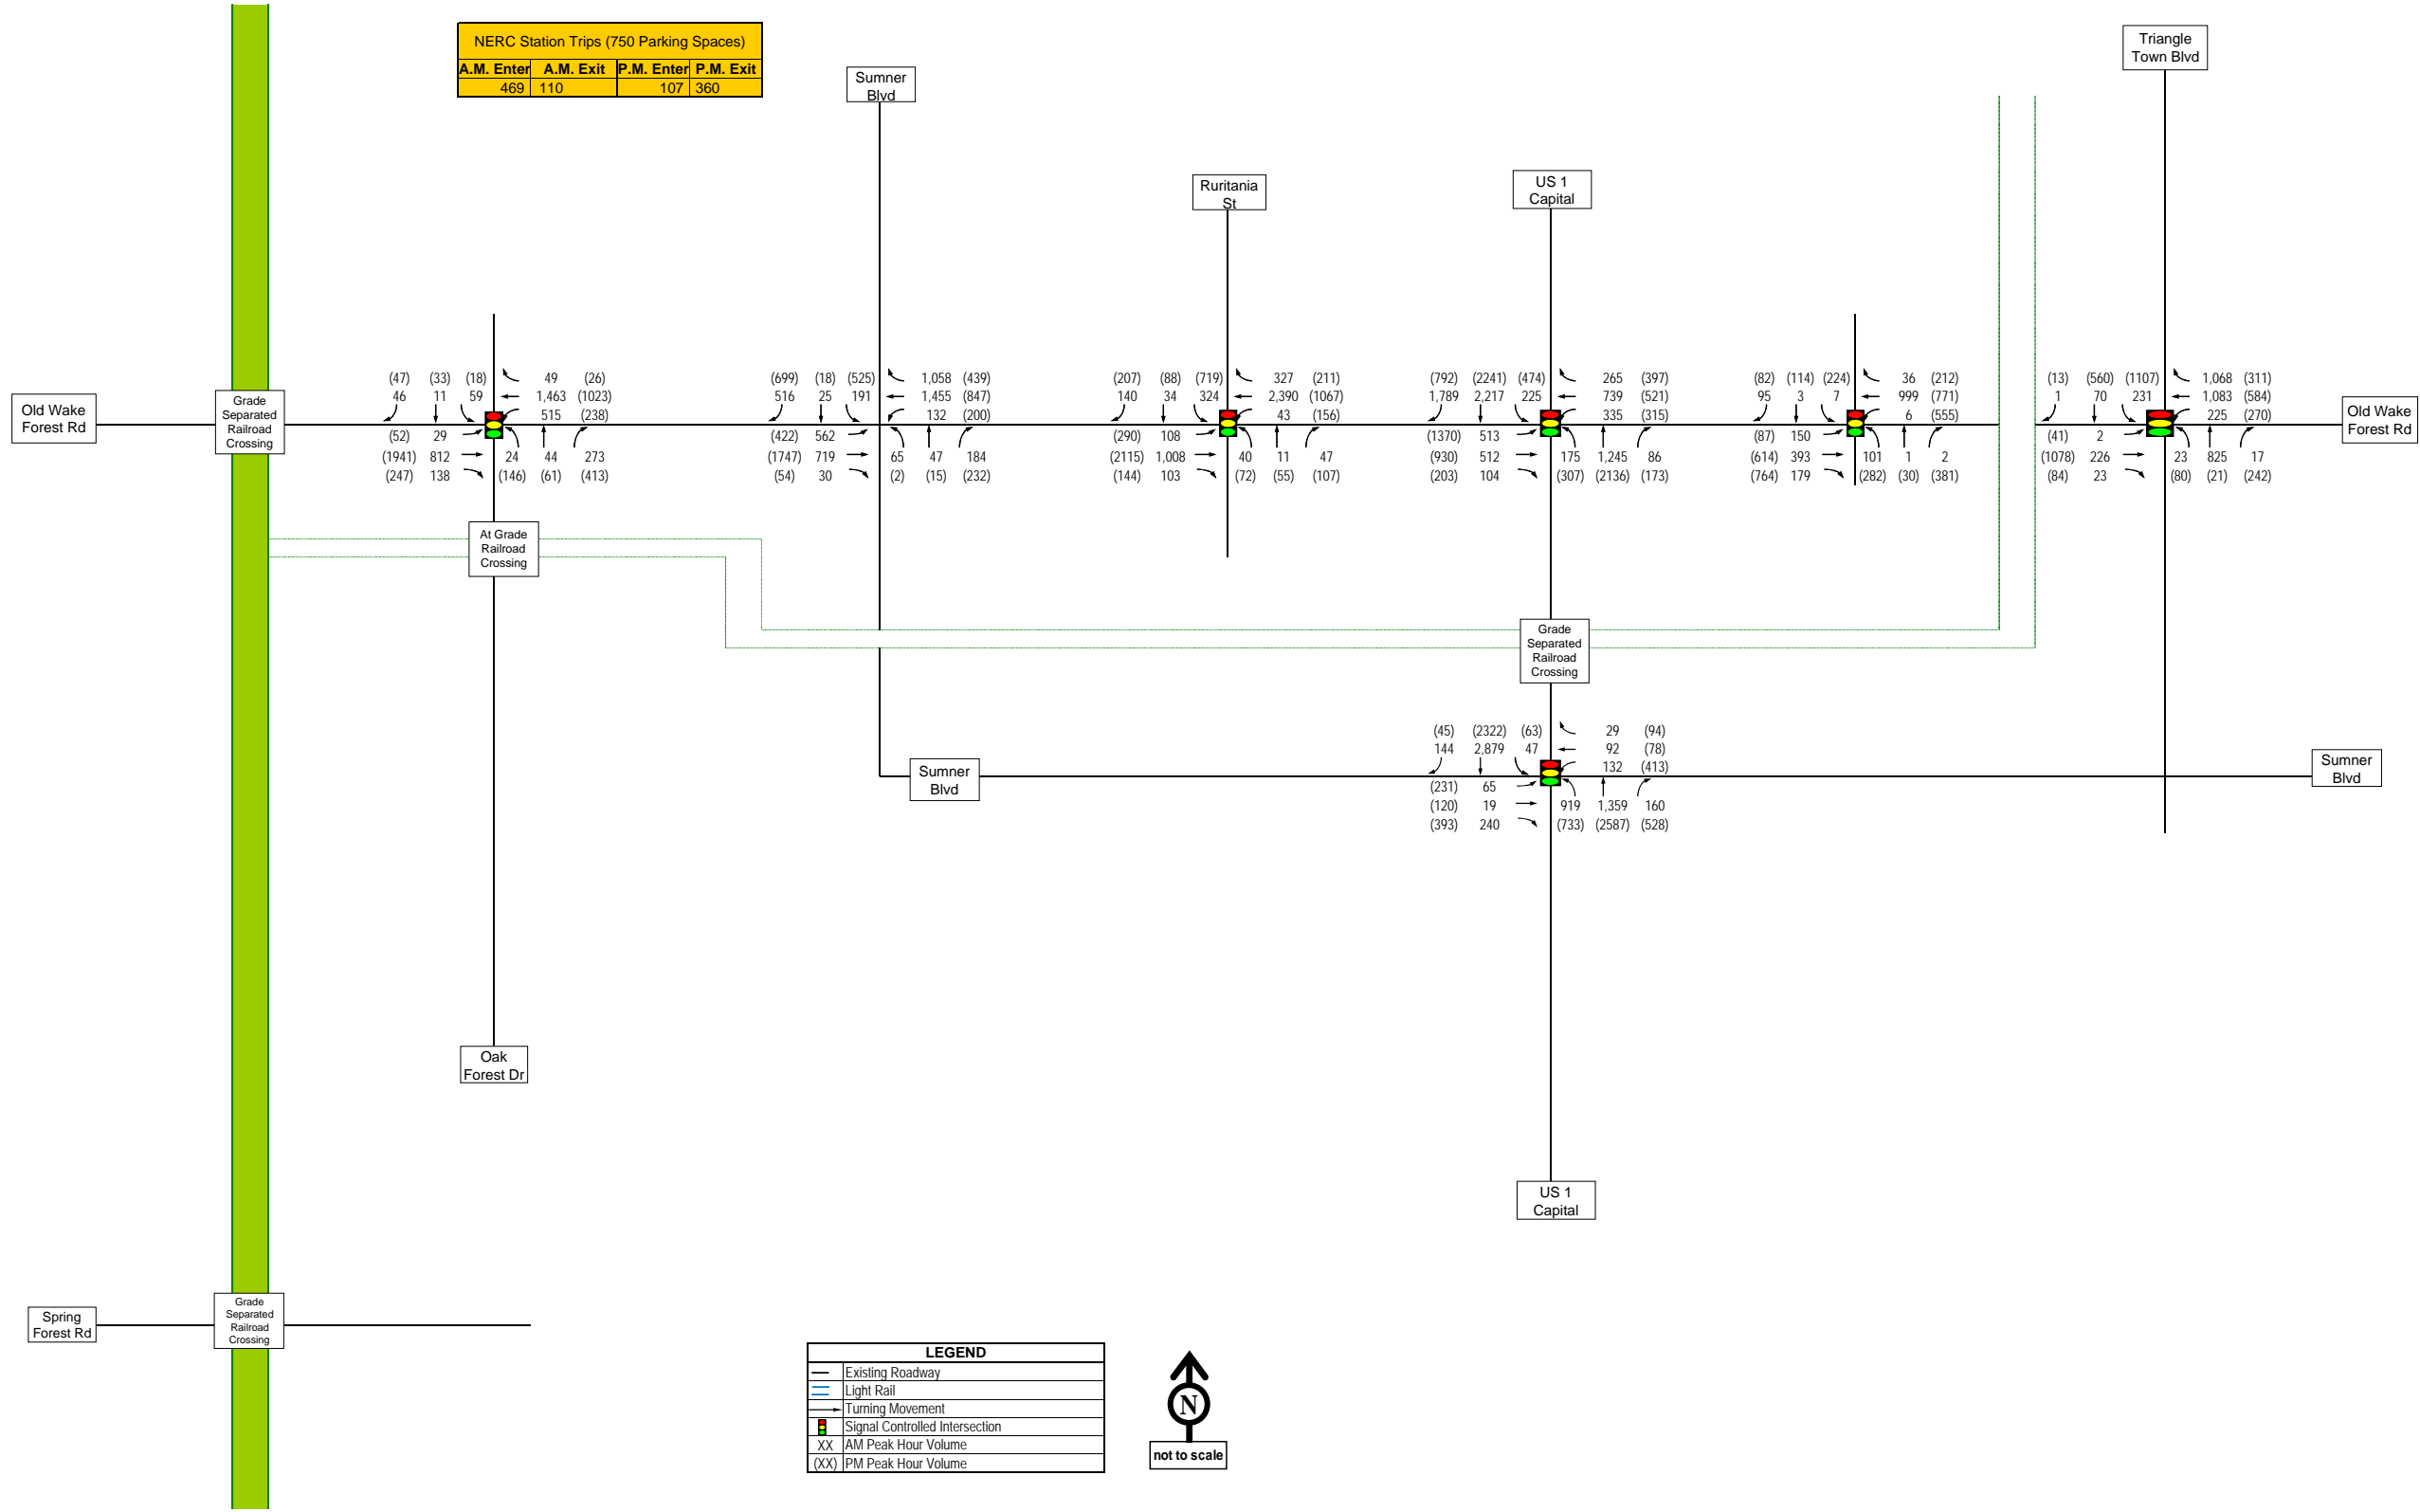 NERC Station Trips (750 Parking Spaces)
A.M. Enter A.M. Exit P.M. Enter P.M. Exit
469 110 107 360
Triangle
Town Blvd
Sumner
Blvd
Ruritania
St
US 1
Capital
(47) (33) (18) 49 (26)
46 11 59 1,463 (1023)
515 (238)
(52) 29
(1941) 812 24 44 273
(247) 138 (146) (61) (413)
(699) (18) (525) 1,058 (439)
516 25 191 1,455 (847)
132 (200)
(422) 562
(1747) 719 65 47 184
(54) 30 (2) (15) (232)
(207) (88) (719) 327 (211)
140 34 324 2,390 (1067)
43 (156)
(290) 108
(2115) 1,008 40 11 47
(144) 103 (72) (55) (107)
(792) (2241) (474) 265 (397)
1,789 2,217 225 739 (521)
335 (315)
(1370) 513
(930) 512 175 1,245 86
(203) 104 (307) (2136) (173)
(82) (114) (224) 36 (212)
95 3 7 999 (771)
6 (555)
(87) 150
(614) 393 101 1 2
(764) 179 (282) (30) (381)
(13) (560) (1107) 1,068 (311)
1 70 231 1,083 (584)
225 (270)
(41) 2
(1078) 226 23 825 17
(84) 23 (80) (21) (242)
Old Wake
Forest Rd
Grade
Separated
Railroad
Crossing
Old Wake
Forest Rd
At Grade
Railroad
Crossing
Grade
Separated
Railroad
Crossing
(45) (2322) (63) 29 (94)
144 2,879 47 92 (78)
132 (413)
(231) 65
(120) 19 919 1,359 160
(393) 240 (733) (2587) (528)
Sumner
Blvd
Sumner
Blvd
Oak
Forest Dr
US 1
Capital
Spring
Forest Rd
Grade
Separated
Railroad
Crossing
LEGEND
Existing Roadway
Light Rail
Turning Movement
Signal Controlled Intersection
XX AM Peak Hour Volume
(XX) PM Peak Hour Volume
N
not to scale